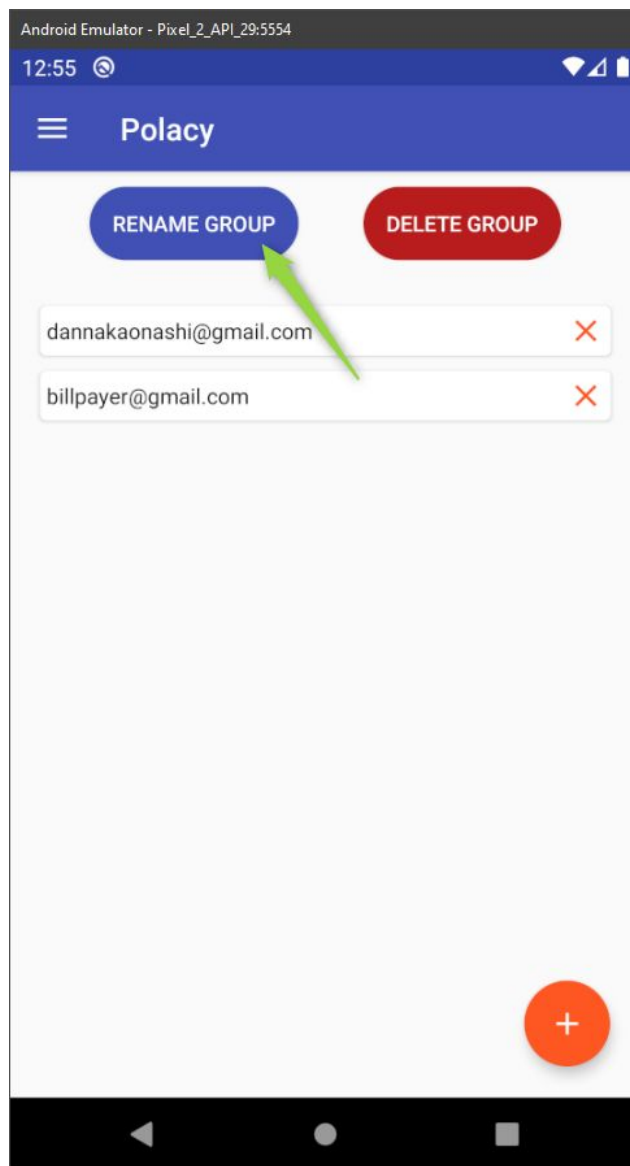 Android Emulator - Pixel_2_API_29:5554
12:55
Polacy
RENAME GROUP DELETE GROUP
dannakaonashi@gmail.com
billpayer@gmail.com